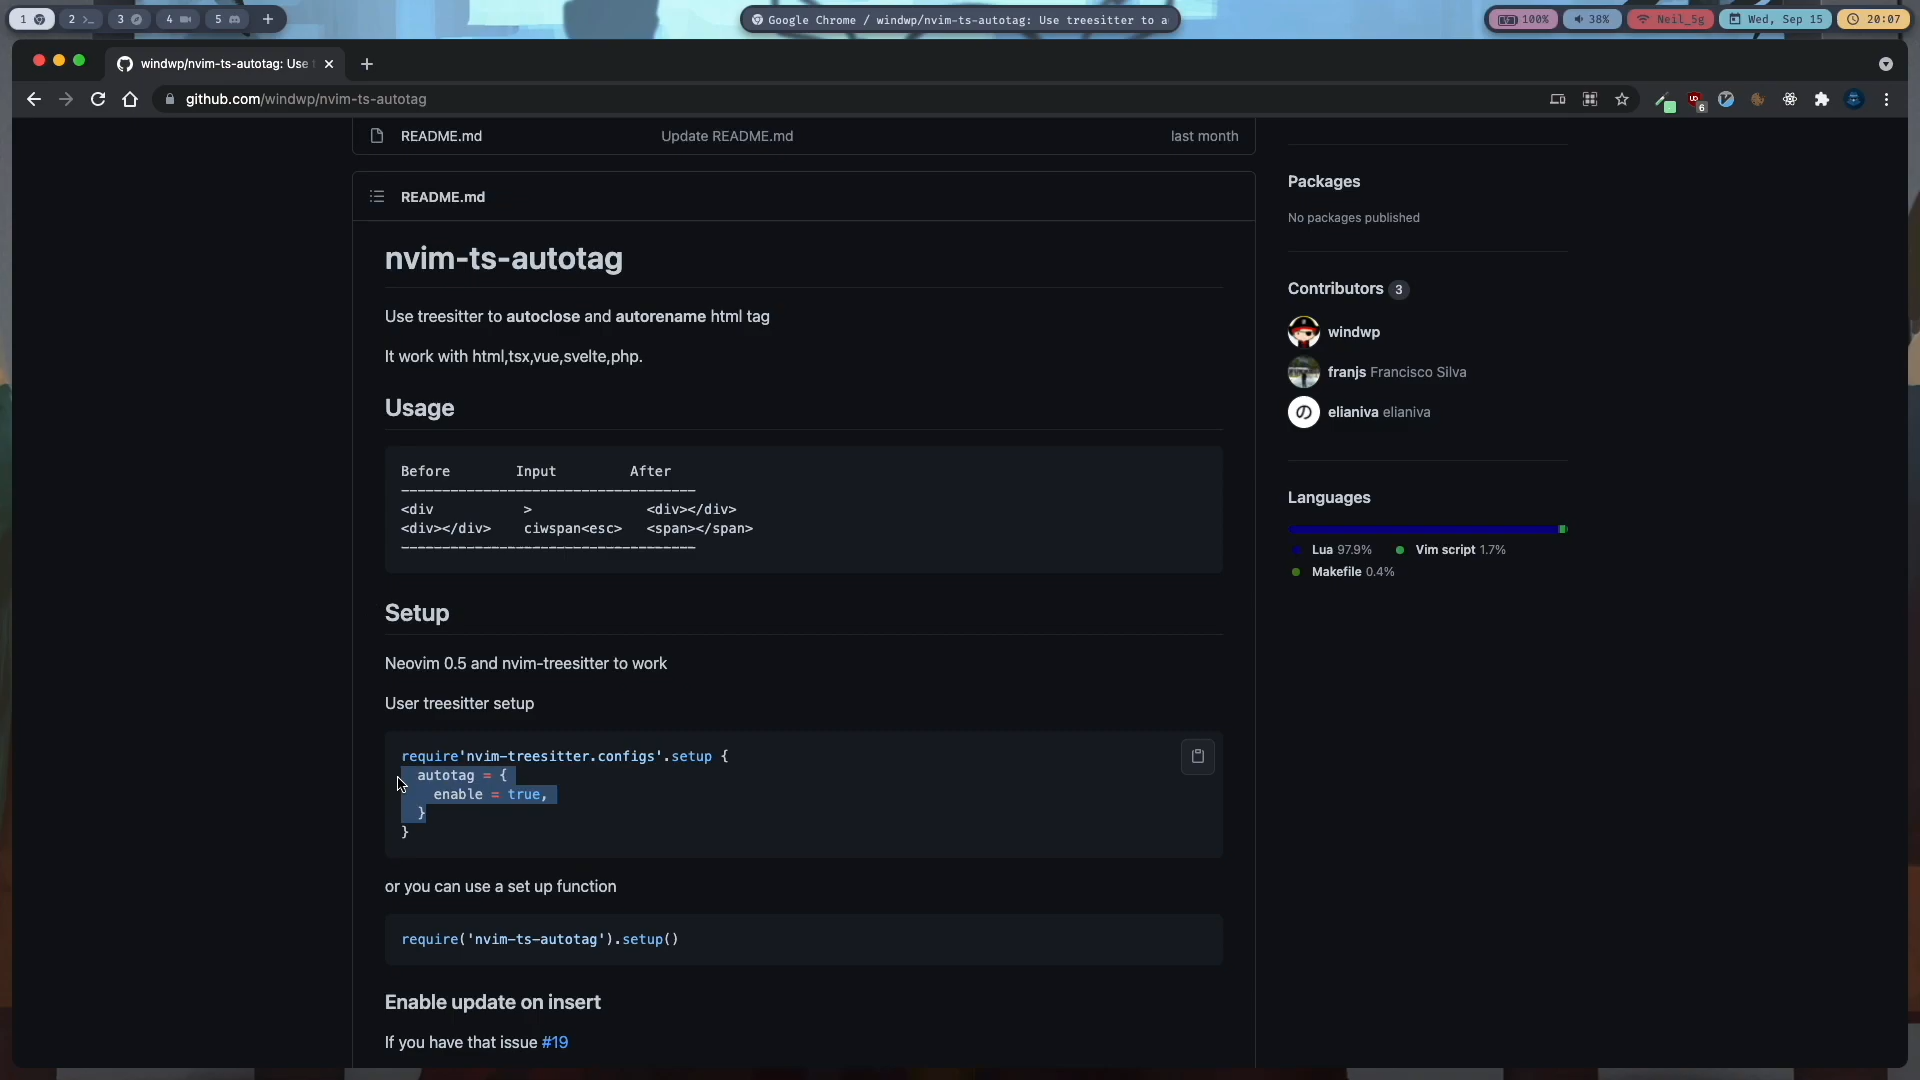 1
2
3
4
5
+
Google Chrome / windwp/nvim-ts-autotag: Use treesitter to a
100%
38%
Neil_5g
Wed, Sep 15
20:07
windwp/nvim-ts-autotag: Use
github.com/windwp/nvim-ts-autotag
6
README.md Update README.md last month
README.md
nvim-ts-autotag
Use treesitter to autoclose and autorename html tag
It work with html,tsx,vue,svelte,php.
Usage
Before        Input         After
------------------------------------
<div           >              <div></div>
<div></div>    ciwspan<esc>   <span></span>
------------------------------------
Setup
Neovim 0.5 and nvim-treesitter to work
User treesitter setup
require'nvim-treesitter.configs'.setup {
  autotag = {
    enable = true,
  }
}
or you can use a set up function
require('nvim-ts-autotag').setup()
Enable update on insert
If you have that issue #19
Packages
No packages published
Contributors 3
windwp
franjs Francisco Silva
の
elianiva elianiva
Languages
Lua 97.9% Vim script 1.7%
Makefile 0.4%